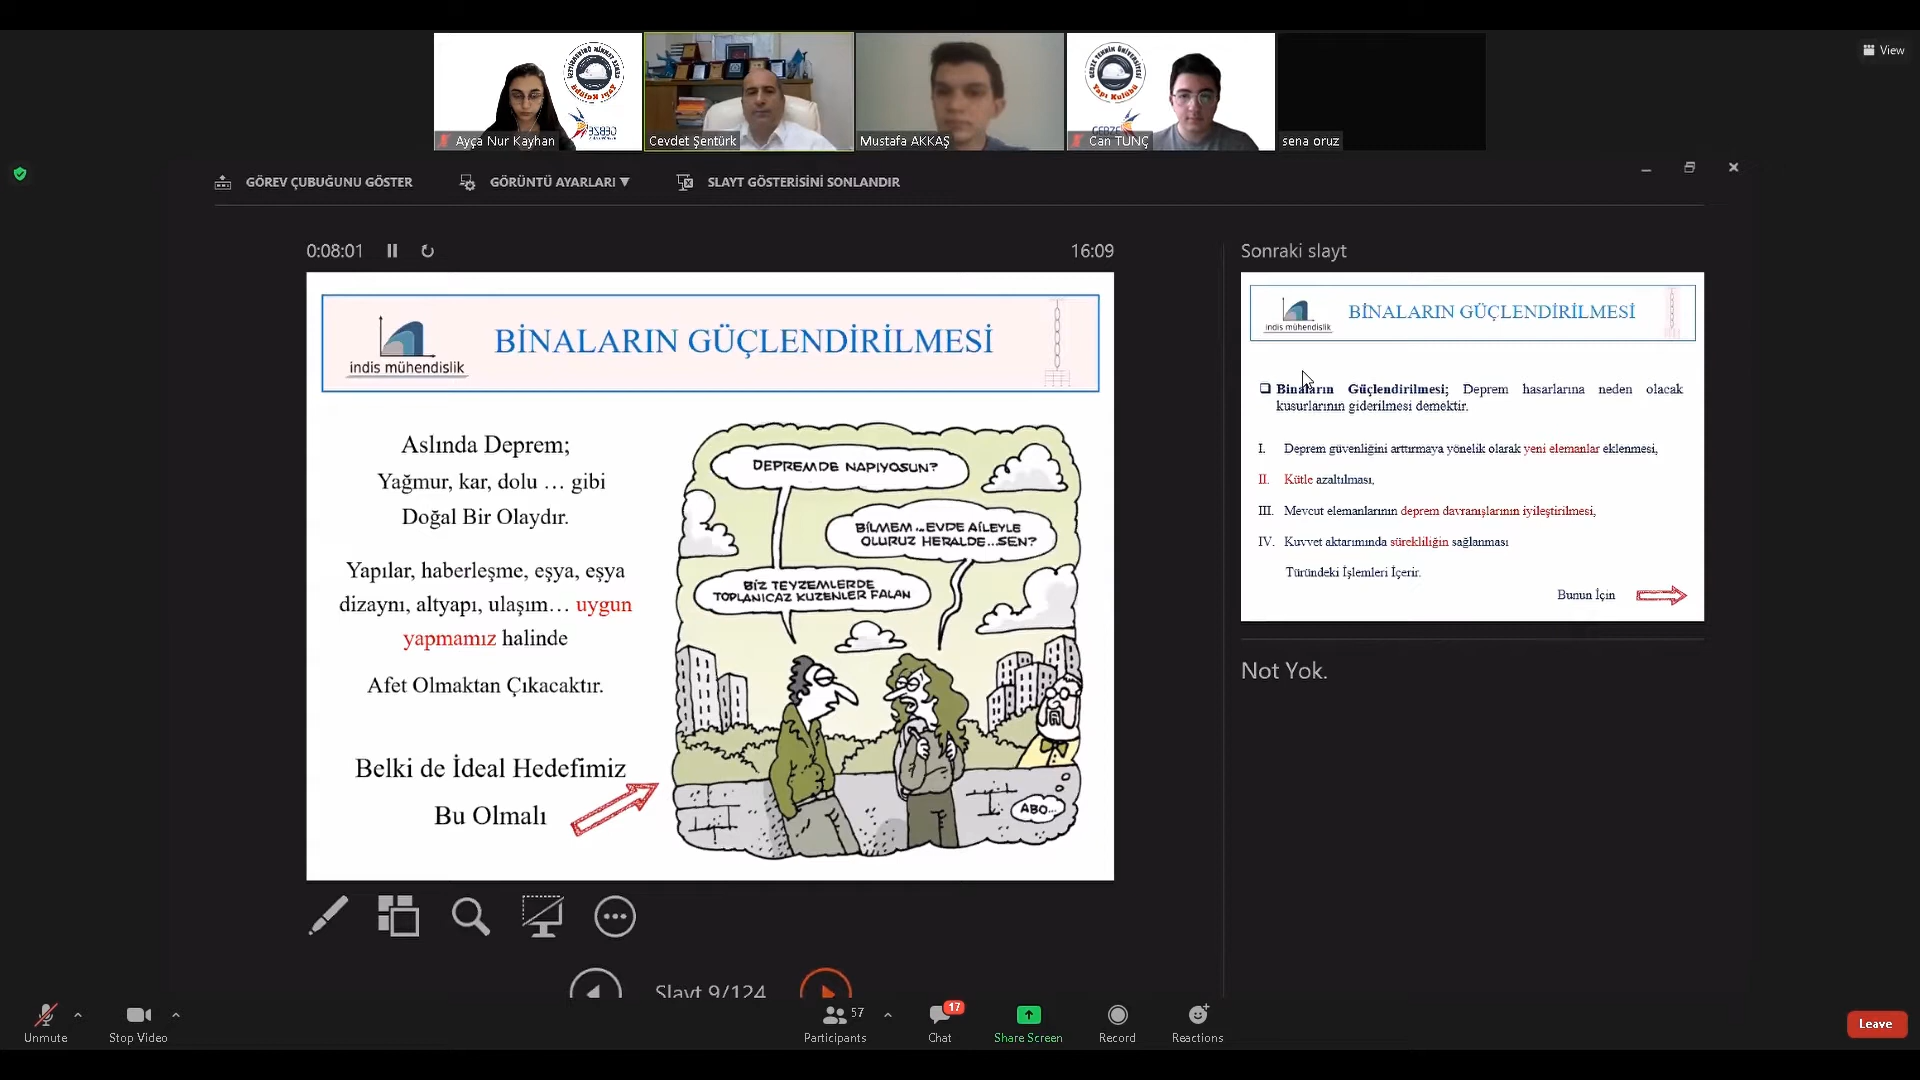 View
Ayça Nur Kayhan
Cevdet Şentürk
Mustafa AKKAŞ
Can TUNÇ
sena oruz
GÖREV ÇUBUĞUNU GÖSTER
GÖRÜNTÜ AYARLARI
SLAYT GÖSTERİSİNİ SONLANDIR
0:08:01
16:09
Sonraki slayt
indis mühendislik
BİNALARIN GÜÇLENDİRİLMESİ
Aslında Deprem;
Yağmur, kar, dolu … gibi
Doğal Bir Olaydır.
Yapılar, haberleşme, eşya, eşya
dizaynı, altyapı, ulaşım… uygun
yapmamız halinde
Afet Olmaktan Çıkacaktır.
Belki de İdeal Hedefimiz
Bu Olmalı
DEPREMDE NAPIYOSUN?
BİLMEM...EVDE AİLEYLE
OLURUZ HERALDE...SEN?
BİZ TEYZEMLERDE
TOPLANICAZ KUZENLER FALAN
ABO...
indis mühendislik
BİNALARIN GÜÇLENDİRİLMESİ
Binaların Güçlendirilmesi; Deprem hasarlarına neden olacak
kusurlarının giderilmesi demektir.
I. Deprem güvenliğini arttırmaya yönelik olarak yeni elemanlar eklenmesi,
II. Kütle azaltılması,
III. Mevcut elemanlarının deprem davranışlarının iyileştirilmesi,
IV. Kuvvet aktarımında sürekliliğin sağlanması
Türündeki İşlemleri İçerir.
Bunun İçin
Not Yok.
Slayt 9/124
Unmute
Stop Video
57
Participants
17
Chat
Share Screen
Record
Reactions
Leave